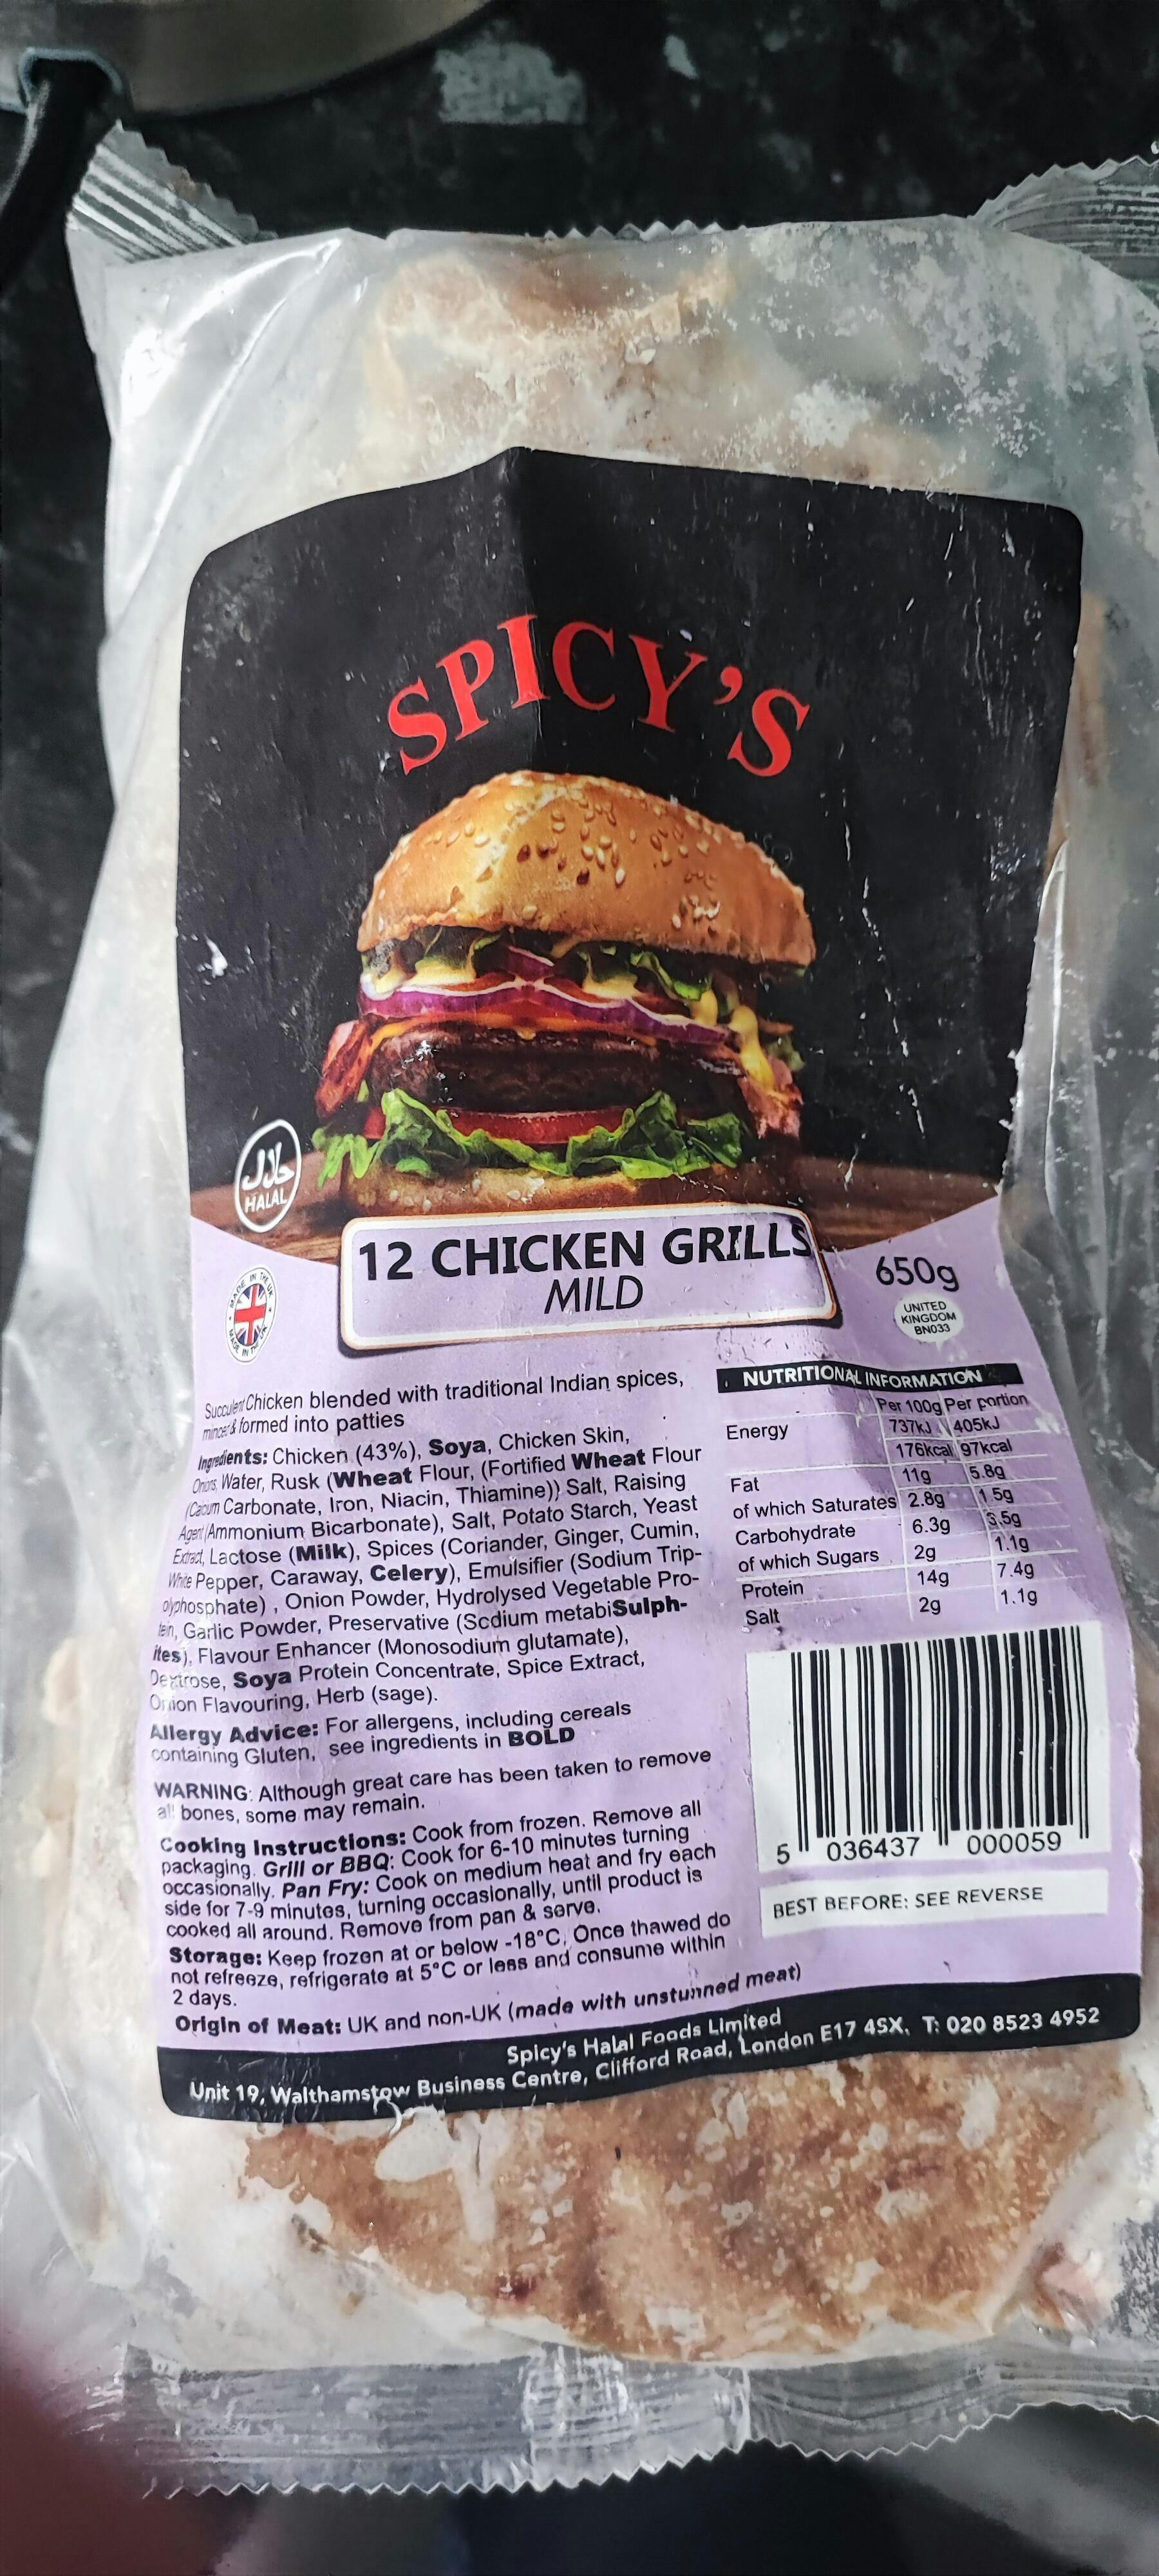 SPICY'S
حلال
HALAL
12 CHICKEN GRILLS
MILD
650g
MADE IN THE UK
MADE IN THE UK
UNITED
KINGDOM
BN033
Succulent Chicken blended with traditional Indian spices,
minced & formed into patties
Ingredients: Chicken (43%), Soya, Chicken Skin,
Onions, Water, Rusk (Wheat Flour, (Fortified Wheat Flour
(Calcium Carbonate, Iron, Niacin, Thiamine)) Salt, Raising
Agent (Ammonium Bicarbonate), Salt, Potato Starch, Yeast
Extract, Lactose (Milk), Spices (Coriander, Ginger, Cumin,
White Pepper, Caraway, Celery), Emulsifier (Sodium Trip-
olyphosphate) , Onion Powder, Hydrolysed Vegetable Pro-
tein, Garlic Powder, Preservative (Sodium metabiSulph-
ites), Flavour Enhancer (Monosodium glutamate),
Dextrose, Soya Protein Concentrate, Spice Extract,
Onion Flavouring, Herb (sage).
Allergy Advice: For allergens, including cereals
containing Gluten, see ingredients in BOLD
WARNING: Although great care has been taken to remove
all bones, some may remain.
Cooking Instructions: Cook from frozen. Remove all
packaging. Grill or BBQ: Cook for 6-10 minutes turning
occasionally. Pan Fry: Cook on medium heat and fry each
side for 7-9 minutes, turning occasionally, until product is
cooked all around. Remove from pan & serve.
Storage: Keep frozen at or below -18°C. Once thawed do
not refreeze, refrigerate at 5°C or less and consume within
2 days.
Origin of Meat: UK and non-UK (made with unstunned meat)
NUTRITIONAL INFORMATION
Per 100g Per portion
Energy 737kJ 405kJ
176kcal 97kcal
Fat 11g 5.8g
of which Saturates 2.8g 1.5g
Carbohydrate 6.3g 3.5g
of which Sugars 2g 1.1g
Protein 14g 7.4g
Salt 2g 1.1g
5 036437 000059
BEST BEFORE: SEE REVERSE
Spicy's Halal Foods Limited
Unit 19, Walthamstow Business Centre, Clifford Road, London E17 4SX. T: 020 8523 4952